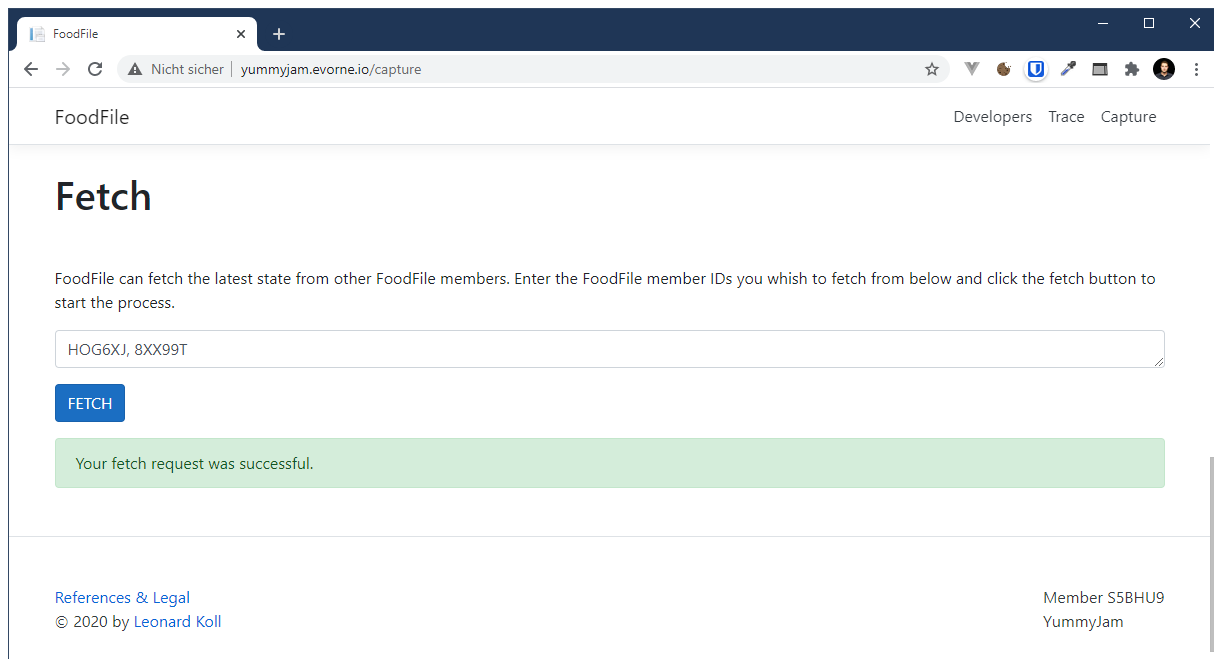 FoodFile
Nicht sicher yummyjam.evorne.io/capture
FoodFile Developers Trace Capture
Fetch
FoodFile can fetch the latest state from other FoodFile members. Enter the FoodFile member IDs you whish to fetch from below and click the fetch button to
start the process.
HOG6XJ, 8XX99T
FETCH
Your fetch request was successful.
References & Legal
© 2020 by Leonard Koll
Member S5BHU9
YummyJam